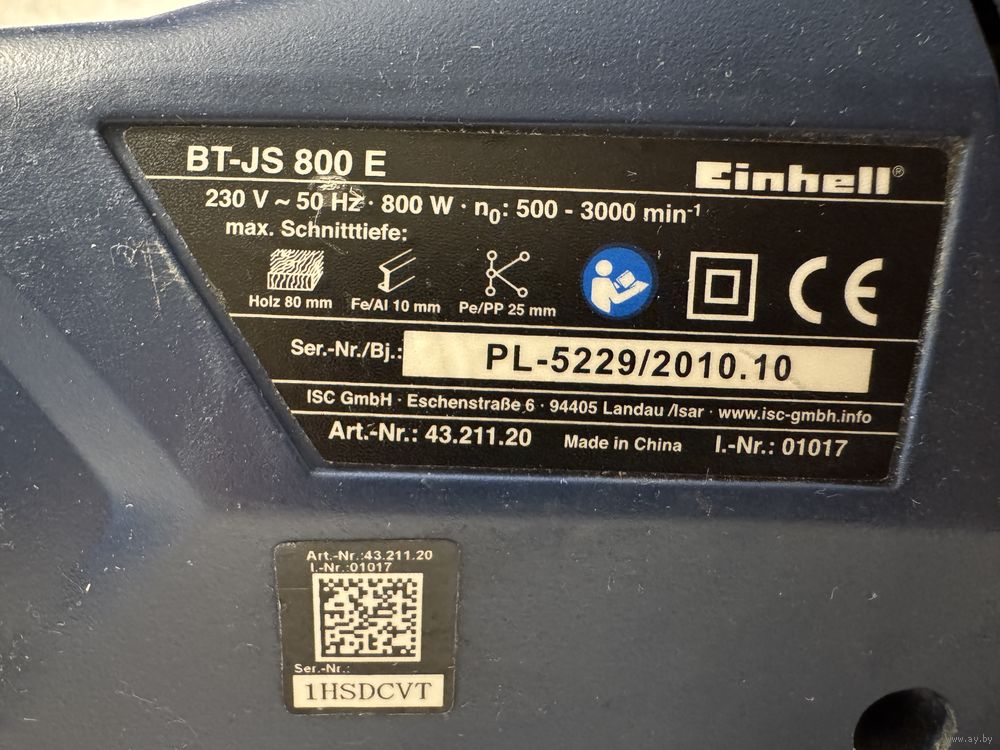 BT-JS 800 E
Einhell®
230 V ~ 50 Hz · 800 W · n0: 500 - 3000 min-1
max. Schnitttiefe:
Holz 80 mm Fe/Al 10 mm Pe/PP 25 mm
CE
Ser.-Nr./Bj.: PL-5229/2010.10
ISC GmbH · Eschenstraße 6 · 94405 Landau /Isar · www.isc-gmbh.info
Art.-Nr.: 43.211.20 Made in China I.-Nr.: 01017
Art.-Nr.:43.211.20
I.-Nr.:01017
Ser.-Nr.:
1HSDCVT
www.ay.by